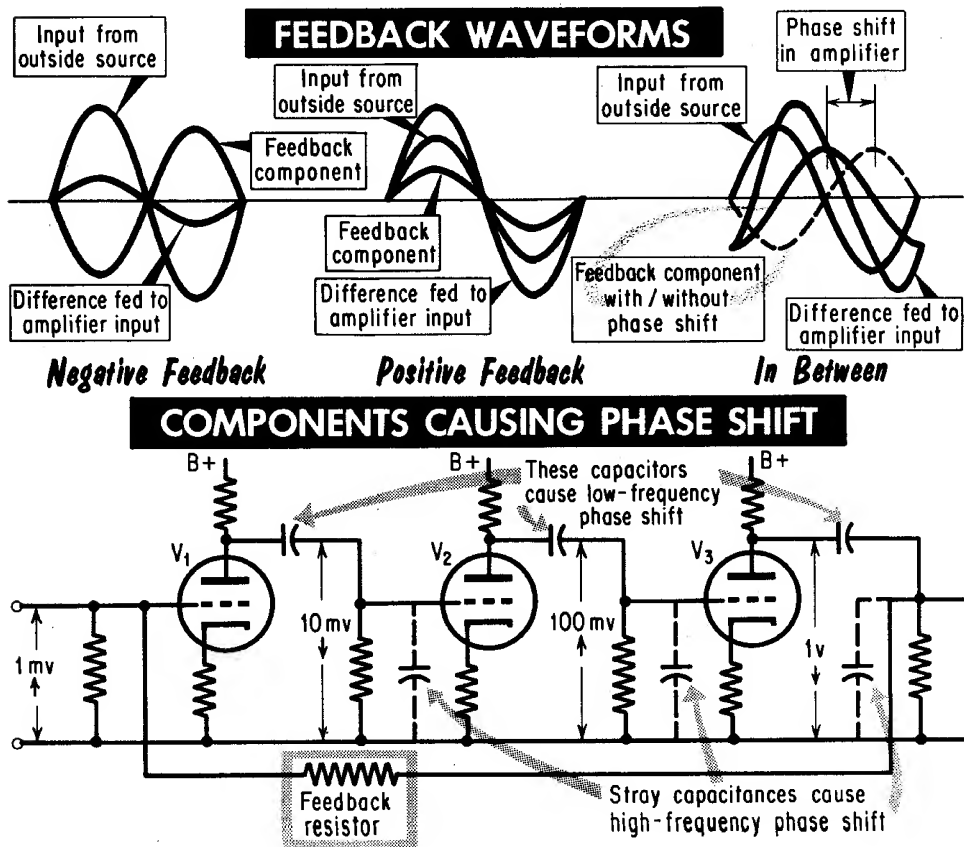 FEEDBACK WAVEFORMS
Input from
outside source
Feedback
component
Difference fed to
amplifier input
Negative Feedback
Input from
outside source
Feedback
component
Difference fed to
amplifier input
Positive Feedback
Phase shift
in amplifier
Input from
outside source
Feedback component
with / without
phase shift
Difference fed to
amplifier input
In Between
COMPONENTS CAUSING PHASE SHIFT
B+
B+
B+
These capacitors
cause low-frequency
phase shift
V1
V2
V3
1 mv
10 mv
100 mv
1v
Feedback
resistor
Stray capacitances cause
high-frequency phase shift